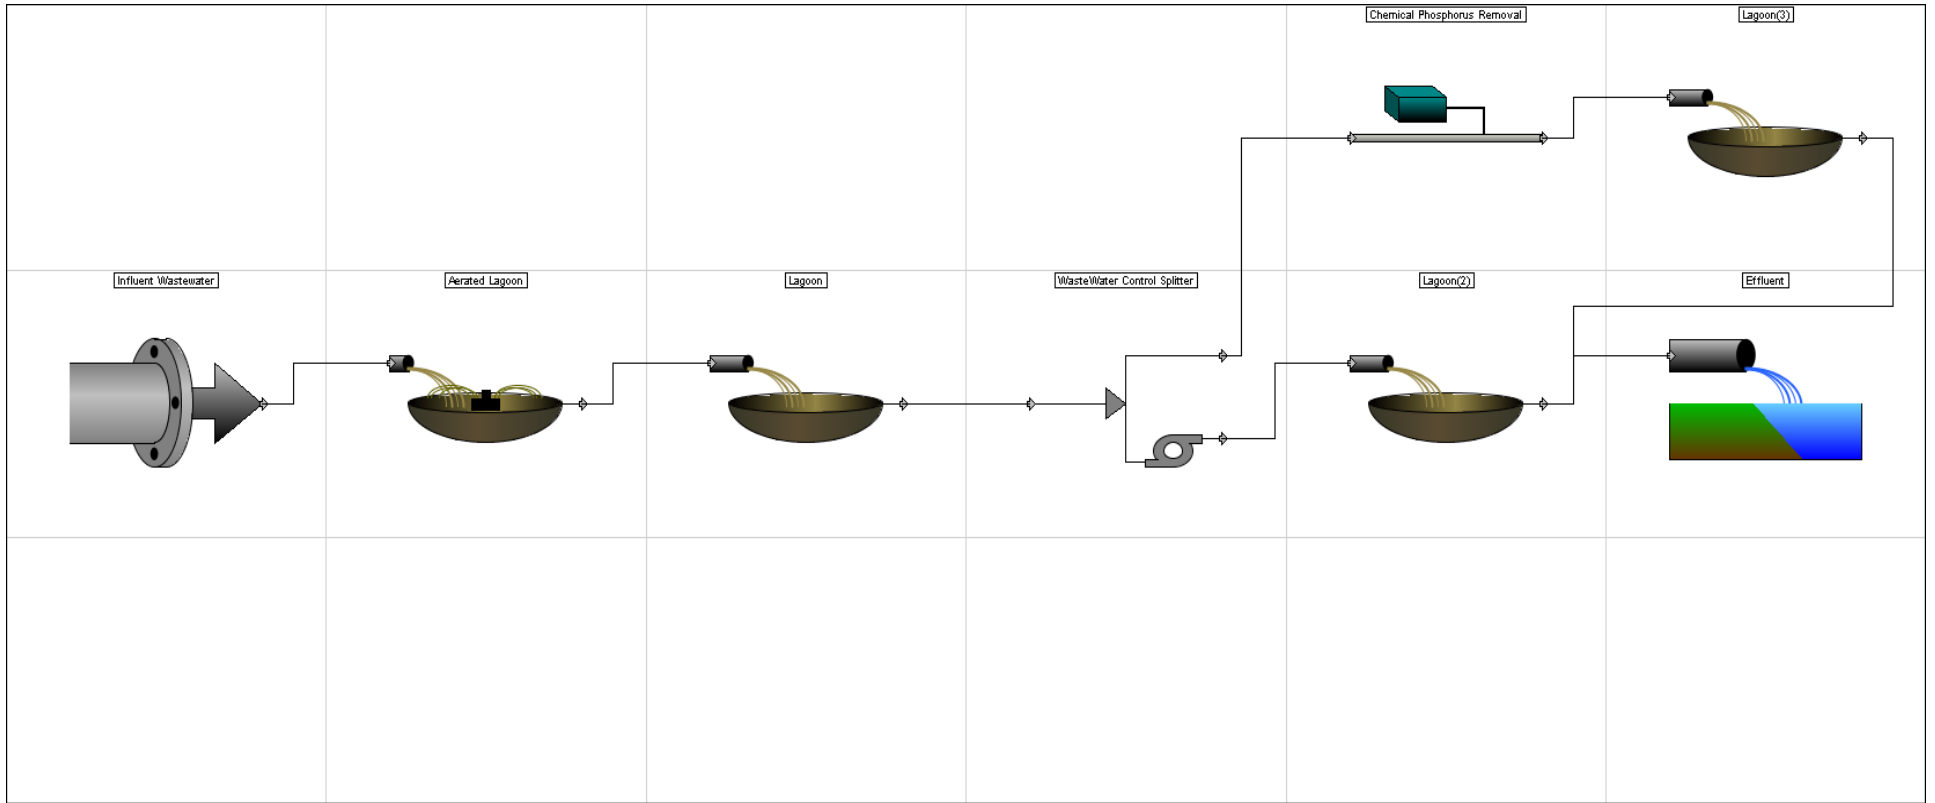 Chemical Phosphorus Removal
Lagoon(3)
Influent Wastewater
Aerated Lagoon
Lagoon
WasteWater Control Splitter
Lagoon(2)
Effluent